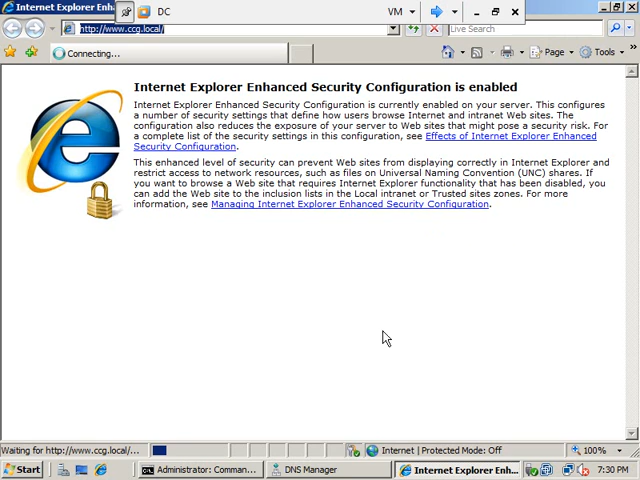 Internet Explorer Enha
DC
VM
http://www.ccg.local/
Live Search
Connecting...
Page
Tools
Internet Explorer Enhanced Security Configuration is enabled
Internet Explorer Enhanced Security Configuration is currently enabled on your server. This configures
a number of security settings that define how users browse Internet and intranet Web sites. The
configuration also reduces the exposure of your server to Web sites that might pose a security risk. For
a complete list of the security settings in this configuration, see Effects of Internet Explorer Enhanced
Security Configuration.
This enhanced level of security can prevent Web sites from displaying correctly in Internet Explorer and
restrict access to network resources, such as files on Universal Naming Convention (UNC) shares. If
you want to browse a Web site that requires Internet Explorer functionality that has been disabled, you
can add the Web site to the inclusion lists in the Local intranet or Trusted sites zones. For more
information, see Managing Internet Explorer Enhanced Security Configuration.
Waiting for http://www.ccg.local/...
Internet | Protected Mode: Off
100%
Start
Administrator: Comman...
DNS Manager
Internet Explorer Enh...
7:30 PM